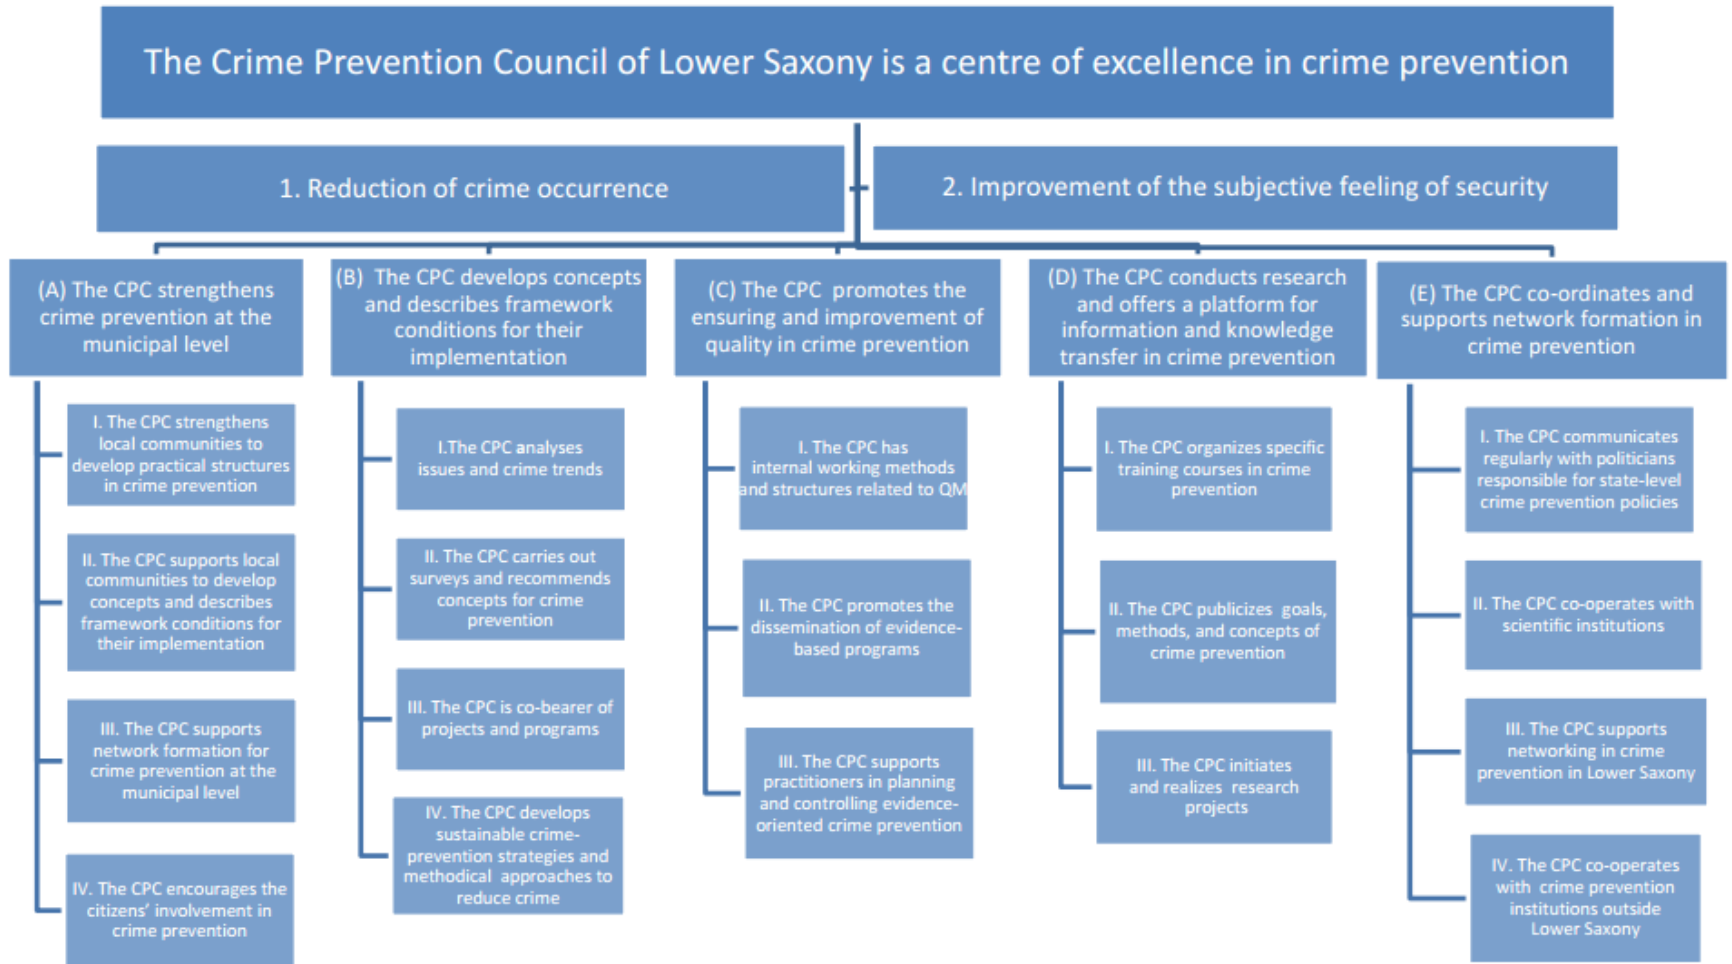 The Crime Prevention Council of Lower Saxony is a centre of excellence in crime prevention
1. Reduction of crime occurrence
2. Improvement of the subjective feeling of security
(A) The CPC strengthens
crime prevention at the
municipal level
I. The CPC strengthens
local communities to
develop practical structures
in crime prevention
II. The CPC supports local
communities to develop
concepts and describes
framework conditions for
their implementation
III. The CPC supports
network formation for
crime prevention at the
municipal level
IV. The CPC encourages the
citizens’ involvement in
crime prevention
(B) The CPC develops concepts
and describes framework
conditions for their
implementation
I.The CPC analyses
issues and crime trends
II. The CPC carries out
surveys and recommends
concepts for crime
prevention
III. The CPC is co-bearer of
projects and programs
IV. The CPC develops
sustainable crime-
prevention strategies and
methodical approaches to
reduce crime
(C) The CPC promotes the
ensuring and improvement of
quality in crime prevention
I. The CPC has
internal working methods
and structures related to QM
II. The CPC promotes the
dissemination of evidence-
based programs
III. The CPC supports
practitioners in planning
and controlling evidence-
oriented crime prevention
(D) The CPC conducts research
and offers a platform for
information and knowledge
transfer in crime prevention
I. The CPC organizes specific
training courses in crime
prevention
II. The CPC publicizes goals,
methods, and concepts of
crime prevention
III. The CPC initiates
and realizes research
projects
(E) The CPC co-ordinates and
supports network formation in
crime prevention
I. The CPC communicates
regularly with politicians
responsible for state-level
crime prevention policies
II. The CPC co-operates with
scientific institutions
III. The CPC supports
networking in crime
prevention in Lower Saxony
IV. The CPC co-operates
with crime prevention
institutions outside
Lower Saxony